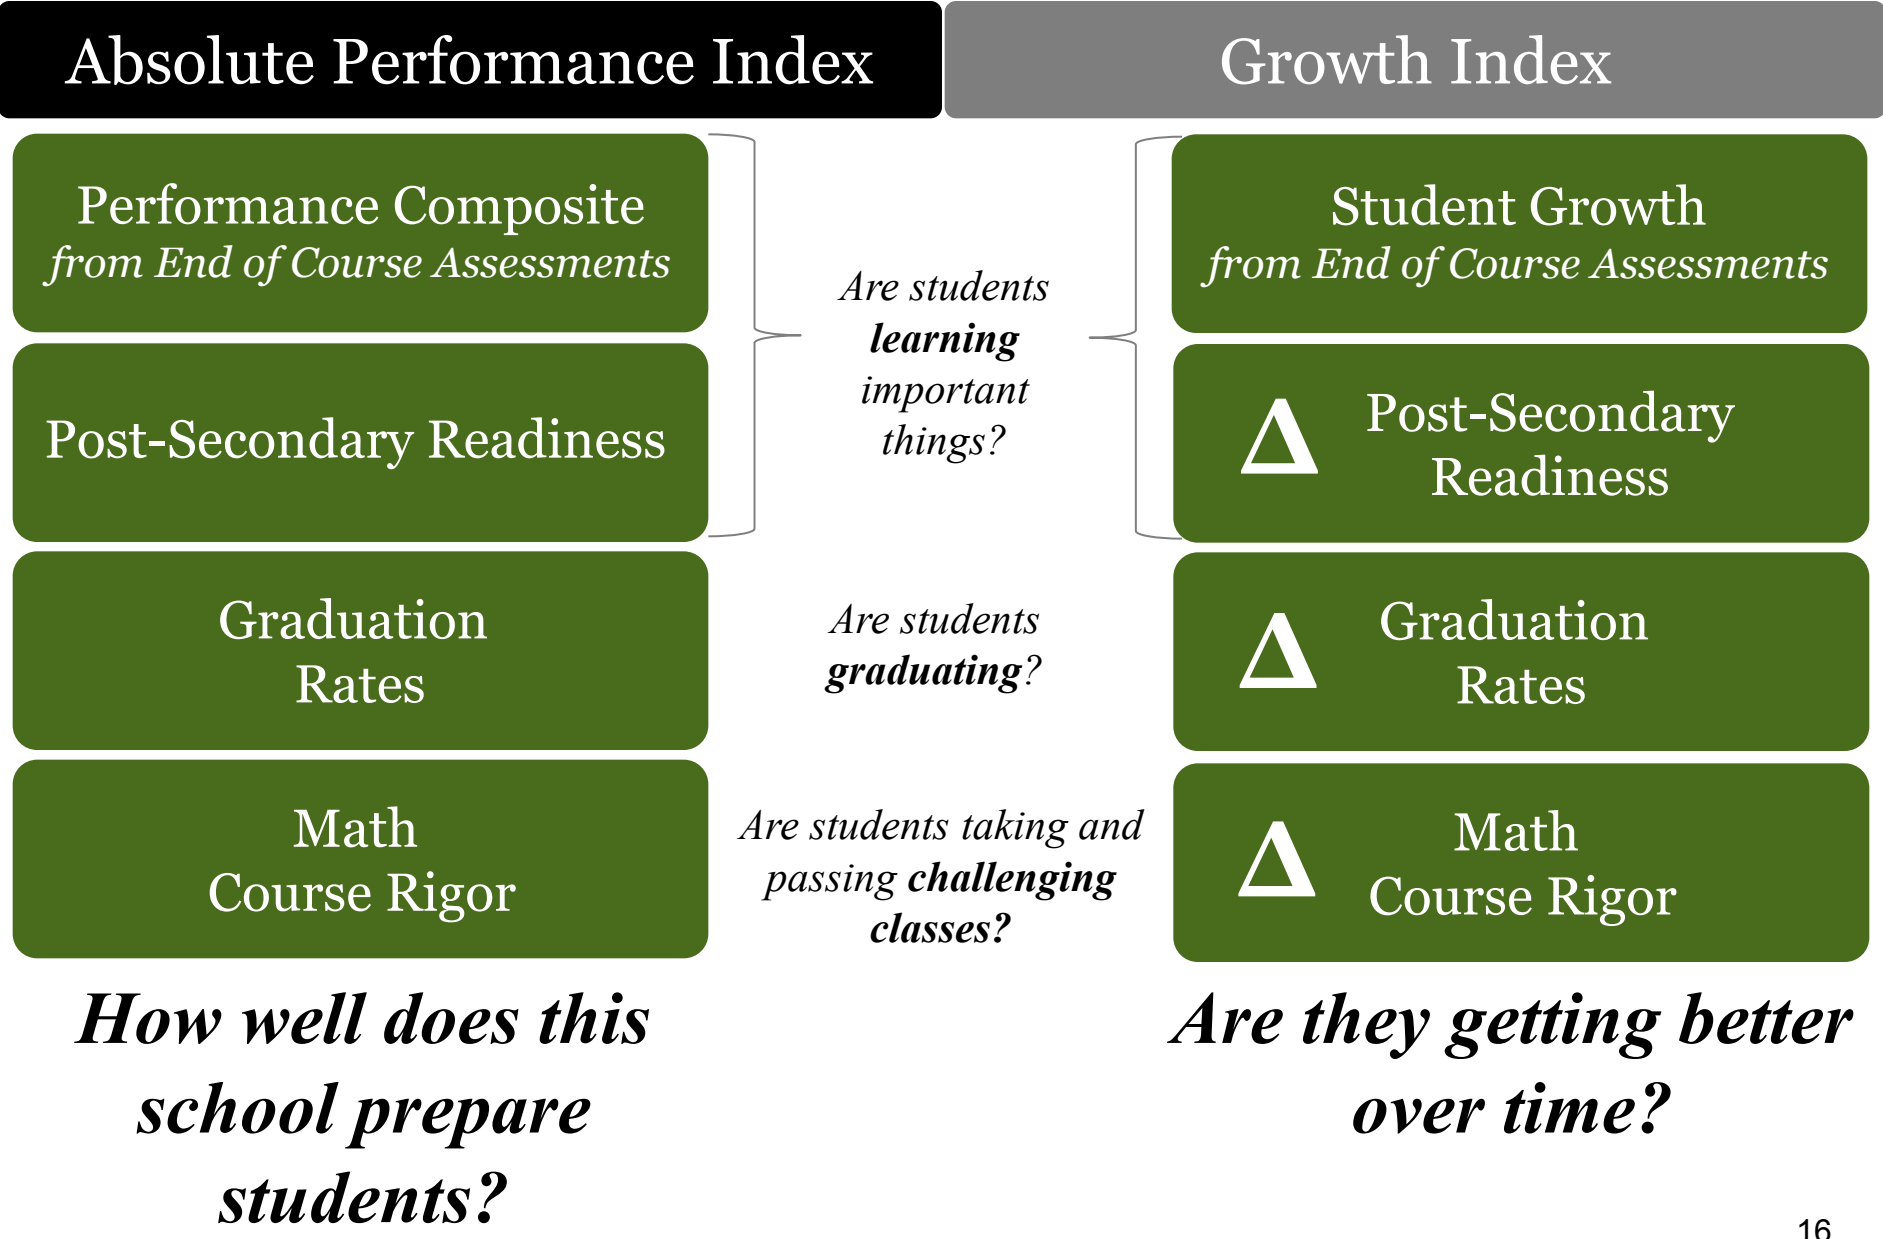 Absolute Performance Index
Growth Index
Performance Composite
from End of Course Assessments
Post-Secondary Readiness
Graduation
Rates
Math
Course Rigor
Are students
learning
important
things?
Are students
graduating?
Are students taking and
passing challenging
classes?
Student Growth
from End of Course Assessments
Δ Post-Secondary
Readiness
Δ Graduation
Rates
Δ Math
Course Rigor
How well does this
school prepare
students?
Are they getting better
over time?
16